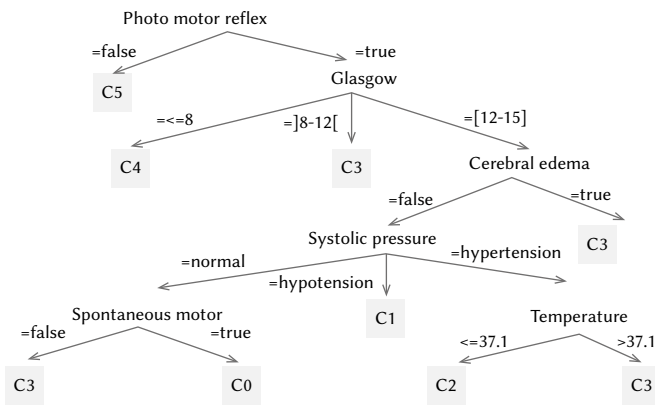 Photo motor reflex
=false
=true
C5
Glasgow
=<=8
=]8-12[
=[12-15]
C4
C3
Cerebral edema
=false
=true
Systolic pressure
C3
=normal
=hypotension
=hypertension
Spontaneous motor
C1
Temperature
=false
=true
<=37.1
>37.1
C3
C0
C2
C3